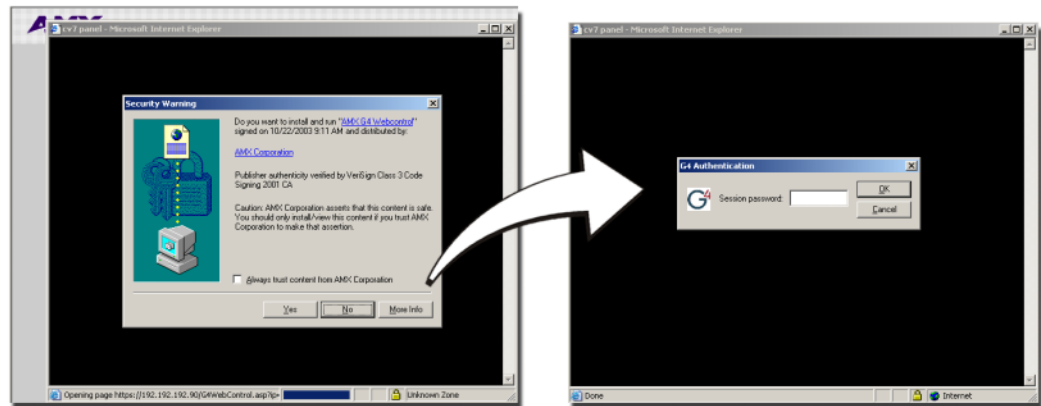 AMX
cv7 panel - Microsoft Internet Explorer
Security Warning
Do you want to install and run "AMX G4 Webcontrol"
signed on 10/22/2003 9:11 AM and distributed by:
AMX Corporation
Publisher authenticity verified by VeriSign Class 3 Code
Signing 2001 CA
Caution: AMX Corporation asserts that this content is safe.
You should only install/view this content if you trust AMX
Corporation to make that assertion.
Always trust content from AMX Corporation
Yes No More Info
Opening page https://192.192.192.90/G4WebControl.asp?ip= Unknown Zone
cv7 panel - Microsoft Internet Explorer
G4 Authentication
G4 Session password: OK
Cancel
Done Internet